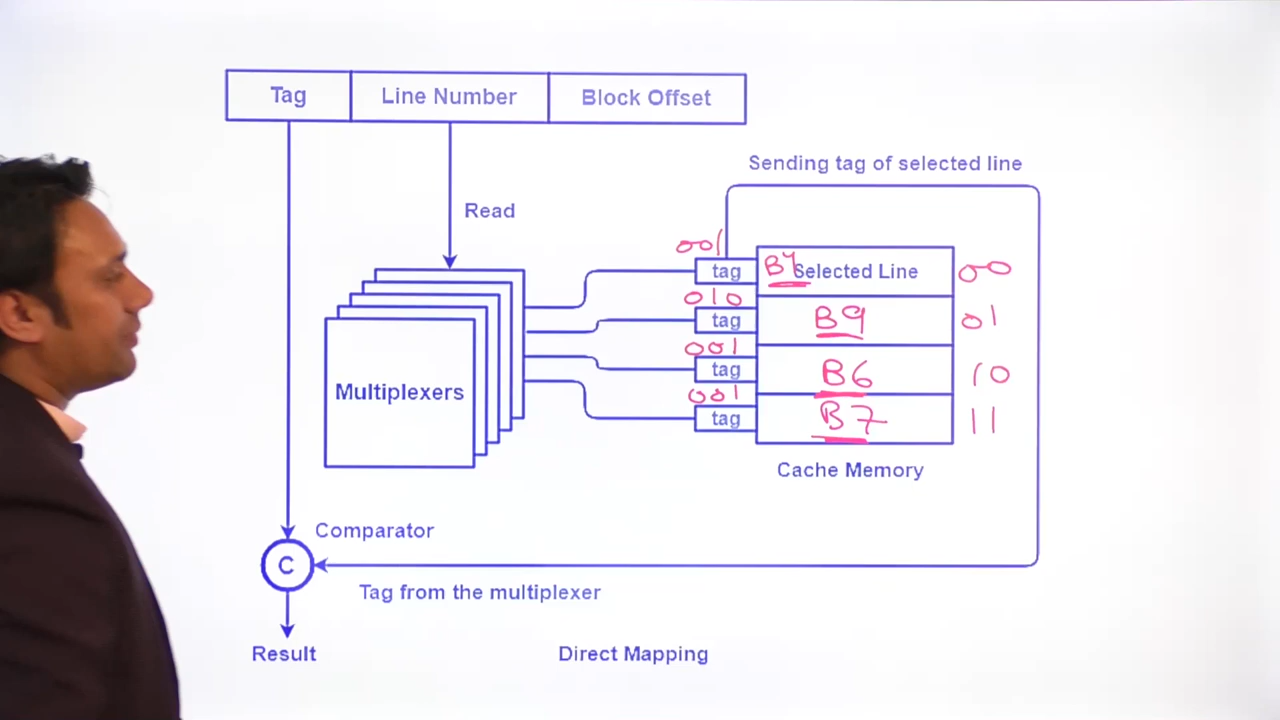 Tag Line Number Block Offset
Sending tag of selected line
Read
001
tag B4 Selected Line 00
010
tag B9 01
001
tag B6 10
001
tag B7 11
Multiplexers
Cache Memory
Comparator
C
Tag from the multiplexer
Result
Direct Mapping